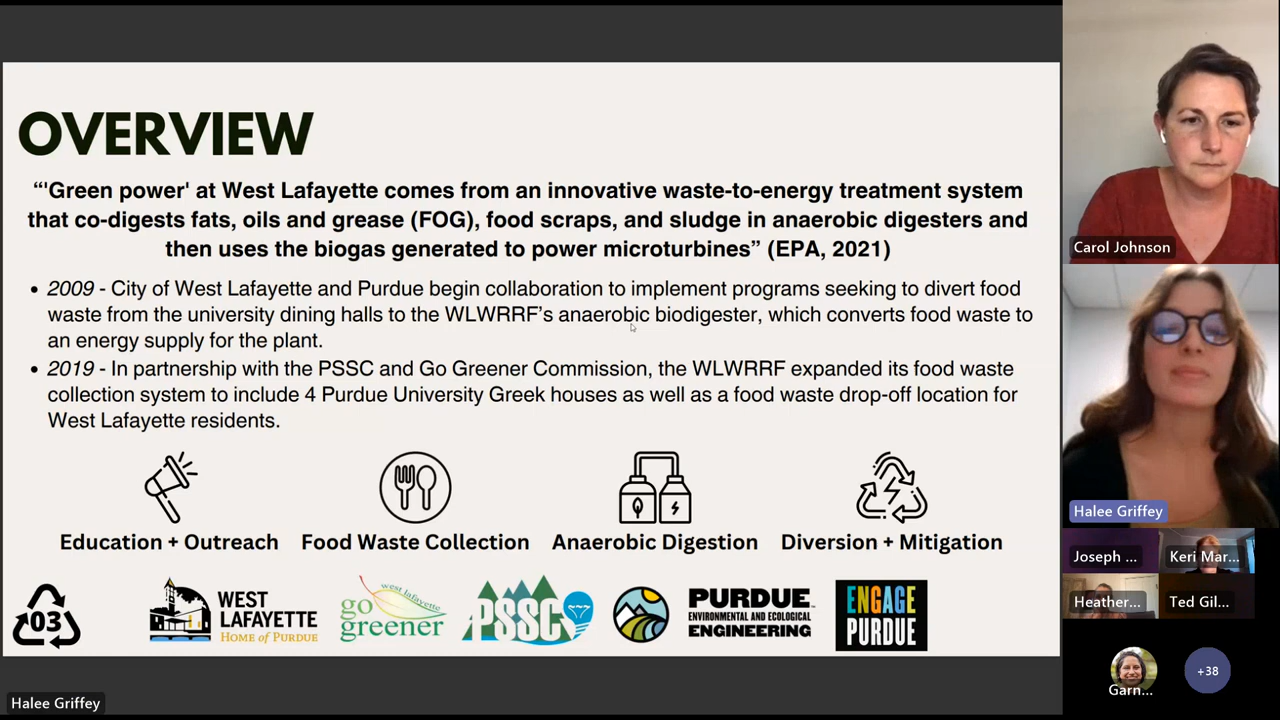 OVERVIEW
“'Green power' at West Lafayette comes from an innovative waste-to-energy treatment system
that co-digests fats, oils and grease (FOG), food scraps, and sludge in anaerobic digesters and
then uses the biogas generated to power microturbines” (EPA, 2021)
• 2009 - City of West Lafayette and Purdue begin collaboration to implement programs seeking to divert food
waste from the university dining halls to the WLWRRF’s anaerobic biodigester, which converts food waste to
an energy supply for the plant.
• 2019 - In partnership with the PSSC and Go Greener Commission, the WLWRRF expanded its food waste
collection system to include 4 Purdue University Greek houses as well as a food waste drop-off location for
West Lafayette residents.
Education + Outreach
Food Waste Collection
Anaerobic Digestion
Diversion + Mitigation
03
WEST
LAFAYETTE
HOME OF PURDUE
west lafayette
go
greener
PSSC
PURDUE
ENVIRONMENTAL AND ECOLOGICAL
ENGINEERING
ENGAGE
PURDUE
Halee Griffey
Carol Johnson
Halee Griffey
Joseph ...
Keri Mar...
Heather...
Ted Gil...
Garn...
+38